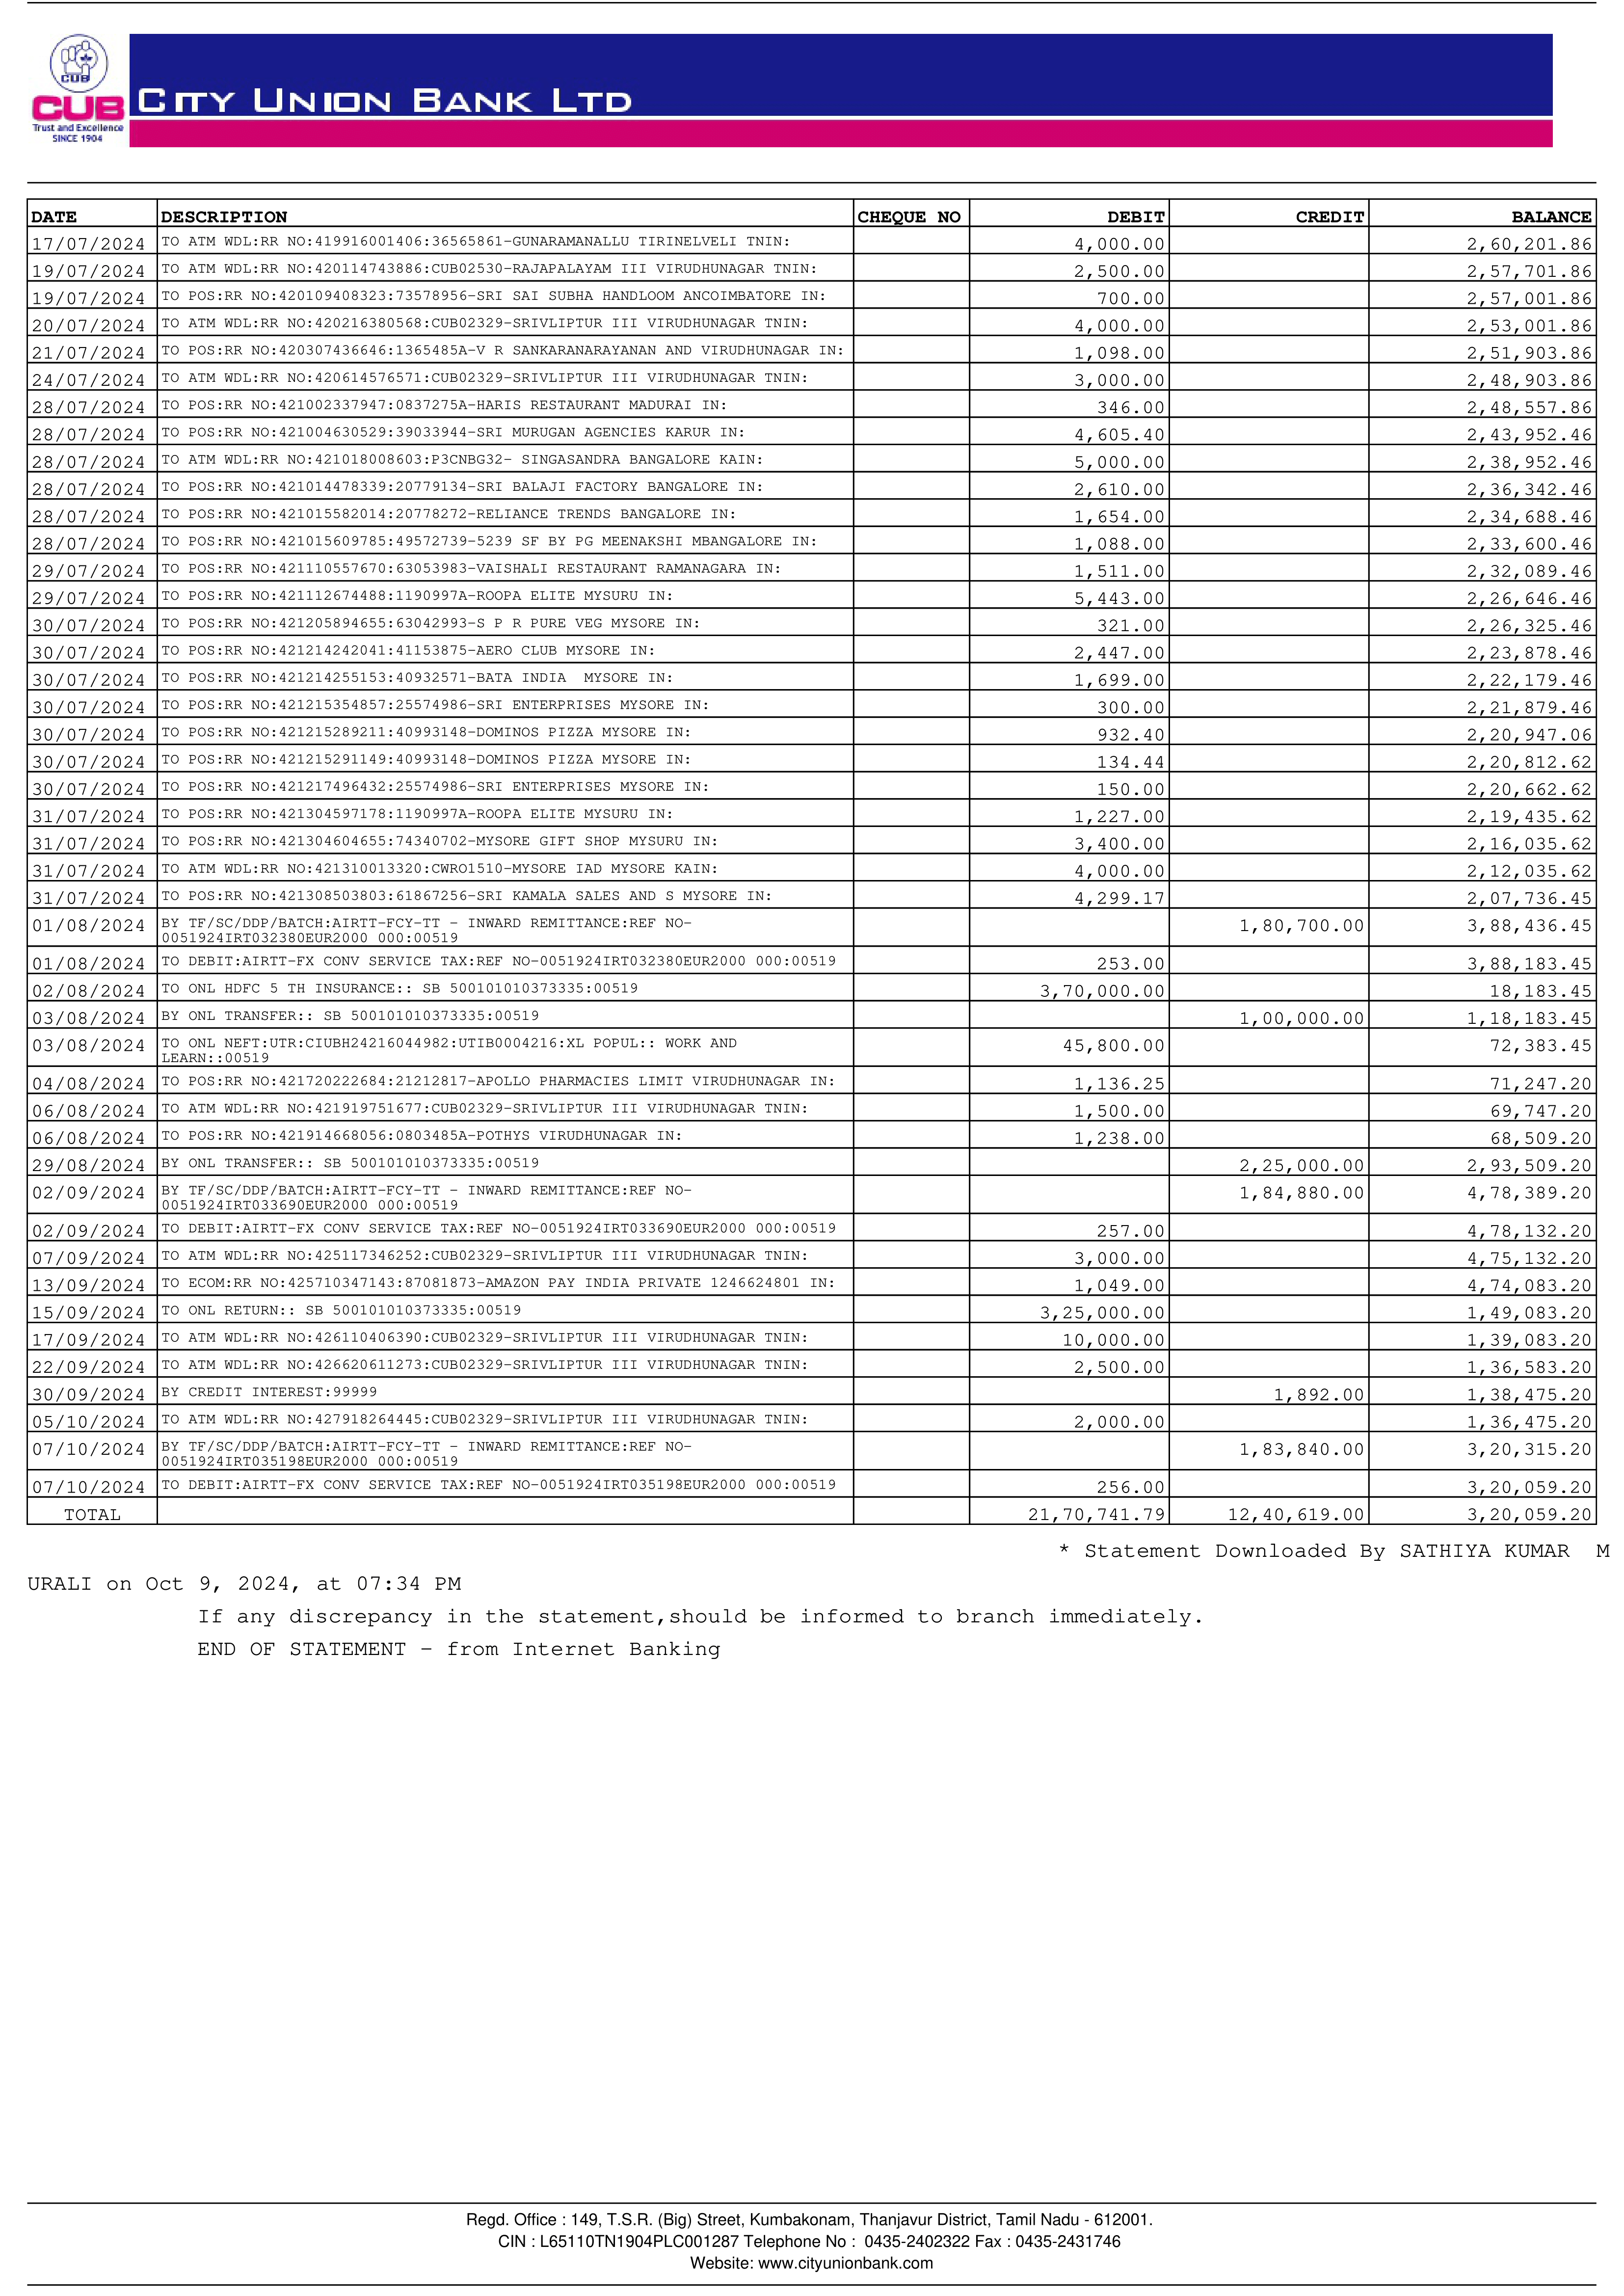 CUB
CUB
Trust and Excellence
SINCE 1904
CITY UNION BANK LTD
DATE DESCRIPTION CHEQUE NO DEBIT CREDIT BALANCE
17/07/2024 TO ATM WDL:RR NO:419916001406:36565861-GUNARAMANALLU TIRINELVELI TNIN: 4,000.00 2,60,201.86
19/07/2024 TO ATM WDL:RR NO:420114743886:CUB02530-RAJAPALAYAM III VIRUDHUNAGAR TNIN: 2,500.00 2,57,701.86
19/07/2024 TO POS:RR NO:420109408323:73578956-SRI SAI SUBHA HANDLOOM ANCOIMBATORE IN: 700.00 2,57,001.86
20/07/2024 TO ATM WDL:RR NO:420216380568:CUB02329-SRIVLIPTUR III VIRUDHUNAGAR TNIN: 4,000.00 2,53,001.86
21/07/2024 TO POS:RR NO:420307436646:1365485A-V R SANKARANARAYANAN AND VIRUDHUNAGAR IN: 1,098.00 2,51,903.86
24/07/2024 TO ATM WDL:RR NO:420614576571:CUB02329-SRIVLIPTUR III VIRUDHUNAGAR TNIN: 3,000.00 2,48,903.86
28/07/2024 TO POS:RR NO:421002337947:0837275A-HARIS RESTAURANT MADURAI IN: 346.00 2,48,557.86
28/07/2024 TO POS:RR NO:421004630529:39033944-SRI MURUGAN AGENCIES KARUR IN: 4,605.40 2,43,952.46
28/07/2024 TO ATM WDL:RR NO:421018008603:P3CNBG32- SINGASANDRA BANGALORE KAIN: 5,000.00 2,38,952.46
28/07/2024 TO POS:RR NO:421014478339:20779134-SRI BALAJI FACTORY BANGALORE IN: 2,610.00 2,36,342.46
28/07/2024 TO POS:RR NO:421015582014:20778272-RELIANCE TRENDS BANGALORE IN: 1,654.00 2,34,688.46
28/07/2024 TO POS:RR NO:421015609785:49572739-5239 SF BY PG MEENAKSHI MBANGALORE IN: 1,088.00 2,33,600.46
29/07/2024 TO POS:RR NO:421110557670:63053983-VAISHALI RESTAURANT RAMANAGARA IN: 1,511.00 2,32,089.46
29/07/2024 TO POS:RR NO:421112674488:1190997A-ROOPA ELITE MYSURU IN: 5,443.00 2,26,646.46
30/07/2024 TO POS:RR NO:421205894655:63042993-S P R PURE VEG MYSORE IN: 321.00 2,26,325.46
30/07/2024 TO POS:RR NO:421214242041:41153875-AERO CLUB MYSORE IN: 2,447.00 2,23,878.46
30/07/2024 TO POS:RR NO:421214255153:40932571-BATA INDIA  MYSORE IN: 1,699.00 2,22,179.46
30/07/2024 TO POS:RR NO:421215354857:25574986-SRI ENTERPRISES MYSORE IN: 300.00 2,21,879.46
30/07/2024 TO POS:RR NO:421215289211:40993148-DOMINOS PIZZA MYSORE IN: 932.40 2,20,947.06
30/07/2024 TO POS:RR NO:421215291149:40993148-DOMINOS PIZZA MYSORE IN: 134.44 2,20,812.62
30/07/2024 TO POS:RR NO:421217496432:25574986-SRI ENTERPRISES MYSORE IN: 150.00 2,20,662.62
31/07/2024 TO POS:RR NO:421304597178:1190997A-ROOPA ELITE MYSURU IN: 1,227.00 2,19,435.62
31/07/2024 TO POS:RR NO:421304604655:74340702-MYSORE GIFT SHOP MYSURU IN: 3,400.00 2,16,035.62
31/07/2024 TO ATM WDL:RR NO:421310013320:CWRO1510-MYSORE IAD MYSORE KAIN: 4,000.00 2,12,035.62
31/07/2024 TO POS:RR NO:421308503803:61867256-SRI KAMALA SALES AND S MYSORE IN: 4,299.17 2,07,736.45
01/08/2024 BY TF/SC/DDP/BATCH:AIRTT-FCY-TT - INWARD REMITTANCE:REF NO- 1,80,700.00 3,88,436.45
0051924IRT032380EUR2000 000:00519
01/08/2024 TO DEBIT:AIRTT-FX CONV SERVICE TAX:REF NO-0051924IRT032380EUR2000 000:00519 253.00 3,88,183.45
02/08/2024 TO ONL HDFC 5 TH INSURANCE:: SB 500101010373335:00519 3,70,000.00 18,183.45
03/08/2024 BY ONL TRANSFER:: SB 500101010373335:00519 1,00,000.00 1,18,183.45
03/08/2024 TO ONL NEFT:UTR:CIUBH24216044982:UTIB0004216:XL POPUL:: WORK AND 45,800.00 72,383.45
LEARN::00519
04/08/2024 TO POS:RR NO:421720222684:21212817-APOLLO PHARMACIES LIMIT VIRUDHUNAGAR IN: 1,136.25 71,247.20
06/08/2024 TO ATM WDL:RR NO:421919751677:CUB02329-SRIVLIPTUR III VIRUDHUNAGAR TNIN: 1,500.00 69,747.20
06/08/2024 TO POS:RR NO:421914668056:0803485A-POTHYS VIRUDHUNAGAR IN: 1,238.00 68,509.20
29/08/2024 BY ONL TRANSFER:: SB 500101010373335:00519 2,25,000.00 2,93,509.20
02/09/2024 BY TF/SC/DDP/BATCH:AIRTT-FCY-TT - INWARD REMITTANCE:REF NO- 1,84,880.00 4,78,389.20
0051924IRT033690EUR2000 000:00519
02/09/2024 TO DEBIT:AIRTT-FX CONV SERVICE TAX:REF NO-0051924IRT033690EUR2000 000:00519 257.00 4,78,132.20
07/09/2024 TO ATM WDL:RR NO:425117346252:CUB02329-SRIVLIPTUR III VIRUDHUNAGAR TNIN: 3,000.00 4,75,132.20
13/09/2024 TO ECOM:RR NO:425710347143:87081873-AMAZON PAY INDIA PRIVATE 1246624801 IN: 1,049.00 4,74,083.20
15/09/2024 TO ONL RETURN:: SB 500101010373335:00519 3,25,000.00 1,49,083.20
17/09/2024 TO ATM WDL:RR NO:426110406390:CUB02329-SRIVLIPTUR III VIRUDHUNAGAR TNIN: 10,000.00 1,39,083.20
22/09/2024 TO ATM WDL:RR NO:426620611273:CUB02329-SRIVLIPTUR III VIRUDHUNAGAR TNIN: 2,500.00 1,36,583.20
30/09/2024 BY CREDIT INTEREST:99999 1,892.00 1,38,475.20
05/10/2024 TO ATM WDL:RR NO:427918264445:CUB02329-SRIVLIPTUR III VIRUDHUNAGAR TNIN: 2,000.00 1,36,475.20
07/10/2024 BY TF/SC/DDP/BATCH:AIRTT-FCY-TT - INWARD REMITTANCE:REF NO- 1,83,840.00 3,20,315.20
0051924IRT035198EUR2000 000:00519
07/10/2024 TO DEBIT:AIRTT-FX CONV SERVICE TAX:REF NO-0051924IRT035198EUR2000 000:00519 256.00 3,20,059.20
TOTAL 21,70,741.79 12,40,619.00 3,20,059.20
* Statement Downloaded By SATHIYA KUMAR  M
URALI on Oct 9, 2024, at 07:34 PM
If any discrepancy in the statement,should be informed to branch immediately.
END OF STATEMENT - from Internet Banking
Regd. Office : 149, T.S.R. (Big) Street, Kumbakonam, Thanjavur District, Tamil Nadu - 612001.
CIN : L65110TN1904PLC001287 Telephone No :  0435-2402322 Fax : 0435-2431746
Website: www.cityunionbank.com